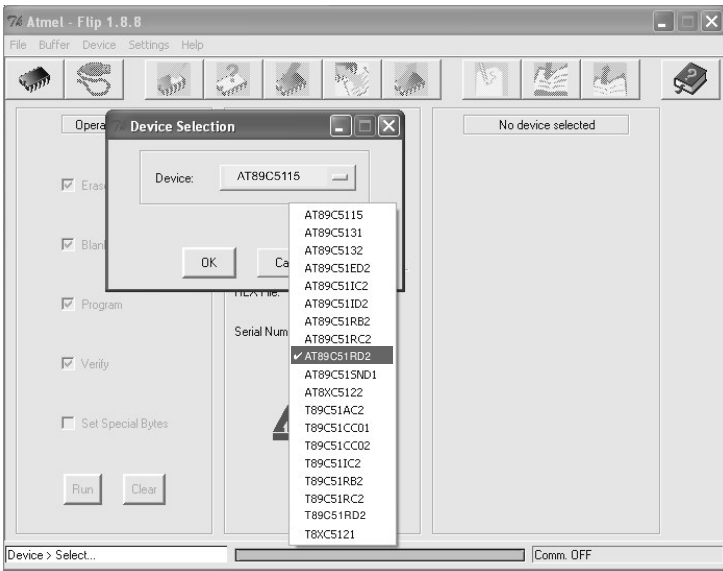 7% Atmel - Flip 1.8.8
File Buffer Device Settings Help
Opera
Device Selection
No device selected
Device:
AT89C5115
Erase
Blank
OK
Program
HEX File:
Serial Num
Verify
Set Special Bytes
Run
Clear
AT89C5115
AT89C5131
AT89C5132
AT89C51ED2
AT89C51IC2
AT89C51ID2
AT89C51RB2
AT89C51RC2
AT89C51RD2
AT89C51SND1
AT8XC5122
T89C51AC2
T89C51CC01
T89C51CC02
T89C51IC2
T89C51RB2
T89C51RC2
T89C51RD2
T8XC5121
Device > Select...
Comm. OFF